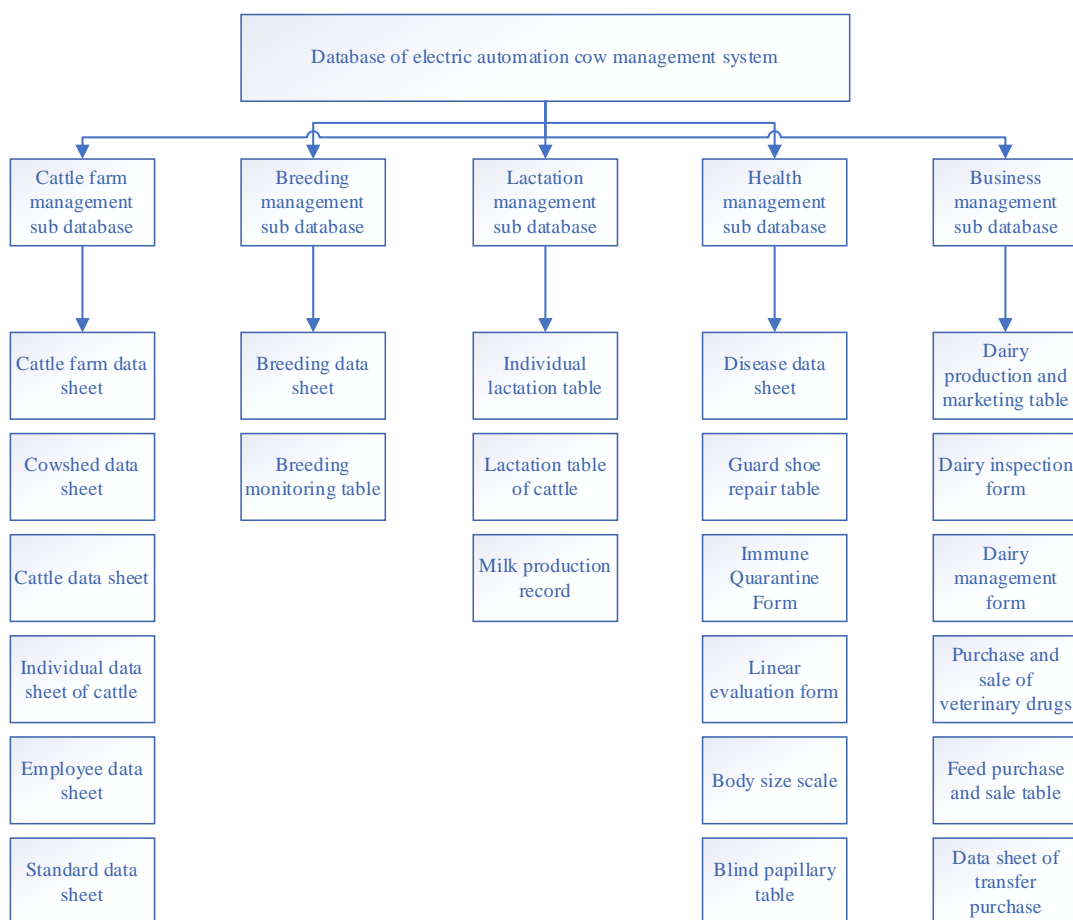 Database of electric automation cow management system
Cattle farm
management
sub database
Breeding
management
sub database
Lactation
management
sub database
Health
management
sub database
Business
management
sub database
Cattle farm data
sheet
Cowshed data
sheet
Cattle data sheet
Individual data
sheet of cattle
Employee data
sheet
Standard data
sheet
Breeding data
sheet
Breeding
monitoring table
Individual
lactation table
Lactation table
of cattle
Milk production
record
Disease data
sheet
Guard shoe
repair table
Immune
Quarantine
Form
Linear
evaluation form
Body size scale
Blind papillary
table
Dairy
production and
marketing table
Dairy inspection
form
Dairy
management
form
Purchase and
sale of
veterinary drugs
Feed purchase
and sale table
Data sheet of
transfer
purchase